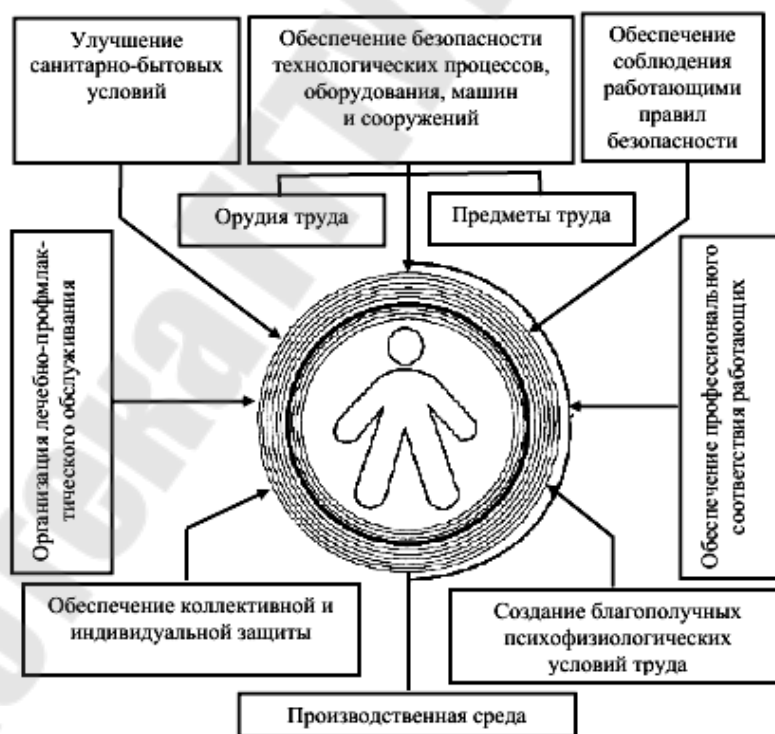 Улучшение
санитарно-бытовых
условий
Обеспечение безопасности
технологических процессов,
оборудования, машин
и сооружений
Обеспечение
соблюдения
работающими
правил
безопасности
Орудия труда
Предметы труда
Организация лечебно-профмлак-
тического обслуживания
Обеспечение профессионального
соответствия работающих
Обеспечение коллективной и
индивидуальной защиты
Создание благополучных
психофизиологических
условий труда
Производственная среда